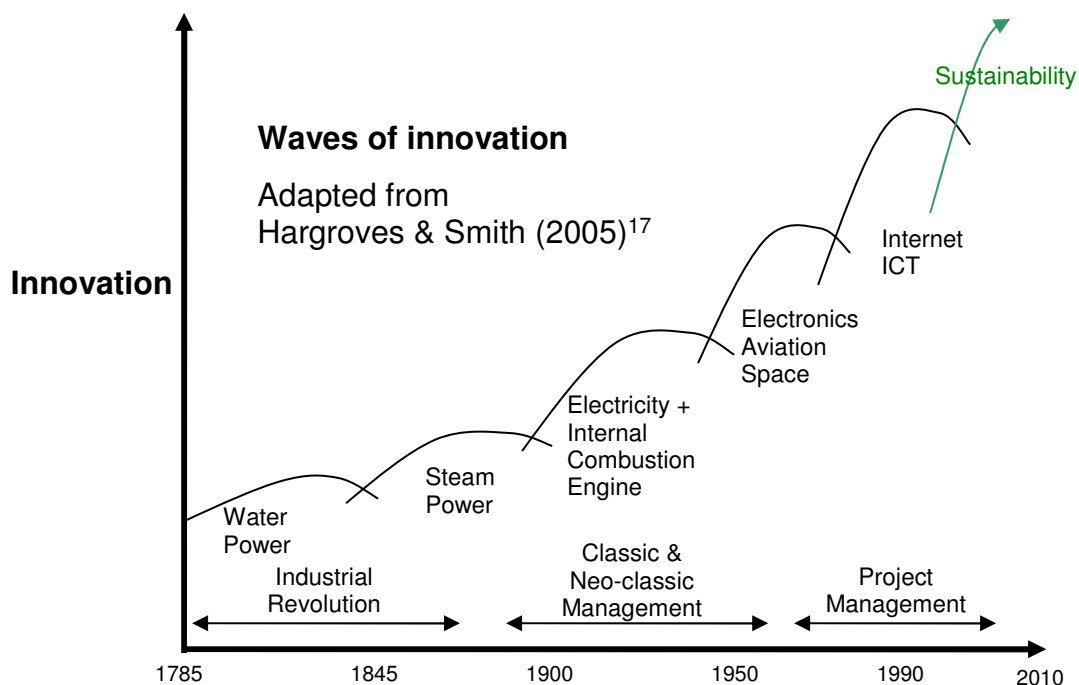 Sustainability
Waves of innovation
Adapted from
Hargroves & Smith (2005)17
Innovation
Internet
ICT
Electronics
Aviation
Space
Electricity +
Internal
Combustion
Engine
Steam
Power
Water
Power
Industrial
Revolution
Classic &
Neo-classic
Management
Project
Management
1785
1845
1900
1950
1990
2010